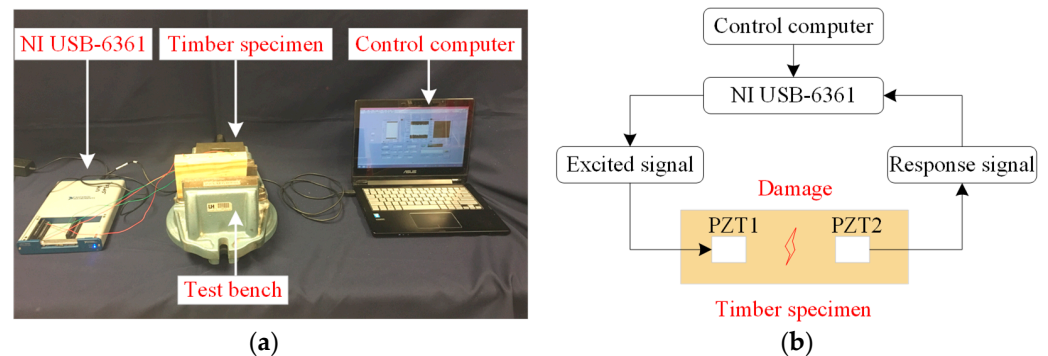 NI USB-6361
Timber specimen
Control computer
Test bench
ASUS
(a)
Control computer
NI USB-6361
Excited signal
Response signal
Damage
PZT1
PZT2
Timber specimen
(b)